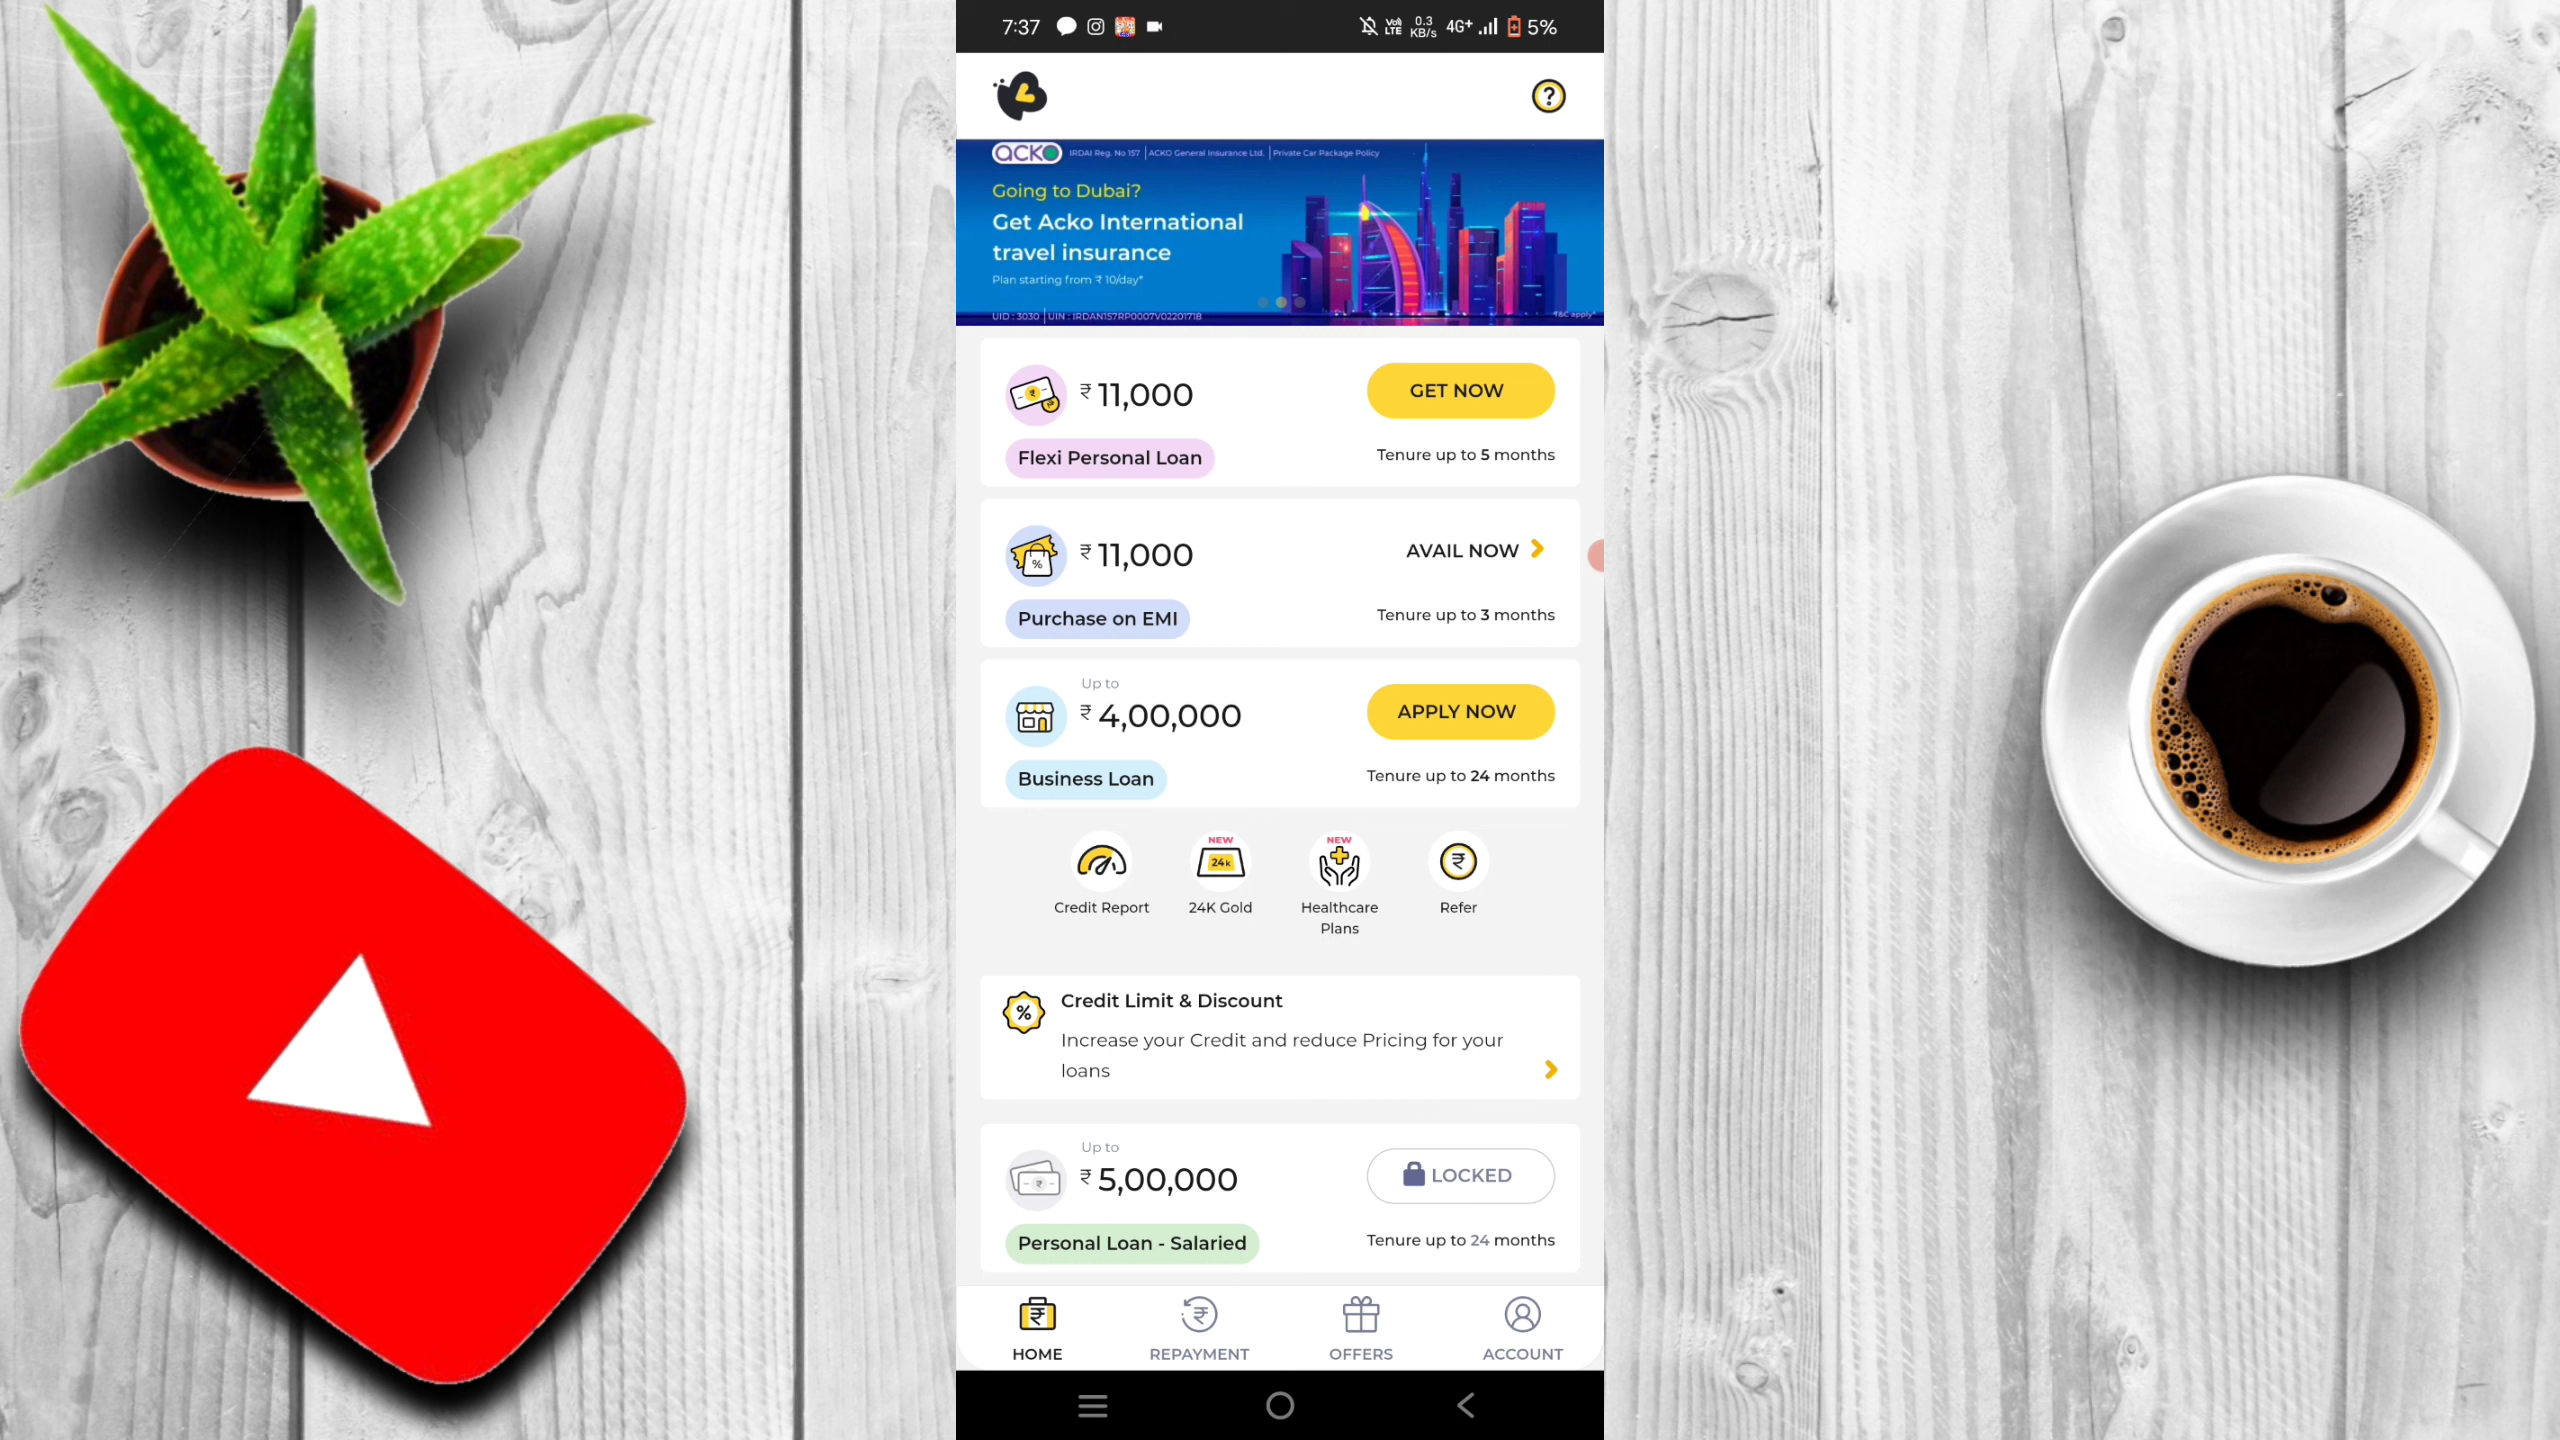 7:37
Vo) LTE 0.3 KB/s 4G+ 5%
?
acko IRDAI Reg. No 157 | ACKO General Insurance Ltd. | Private Car Package Policy
Going to Dubai?
Get Acko International
travel insurance
Plan starting from ₹ 10/day*
UID : 3030 | UIN : IRDAN157RP0007V02201718
T&C apply*
₹ 11,000
GET NOW
Flexi Personal Loan
Tenure up to 5 months
₹ 11,000
AVAIL NOW
Purchase on EMI
Tenure up to 3 months
Up to
₹ 4,00,000
APPLY NOW
Business Loan
Tenure up to 24 months
NEW
24k
NEW
₹
Credit Report
24K Gold
Healthcare
Plans
Refer
%
Credit Limit & Discount
Increase your Credit and reduce Pricing for your
loans
Up to
₹ 5,00,000
LOCKED
Personal Loan - Salaried
Tenure up to 24 months
HOME
REPAYMENT
OFFERS
ACCOUNT